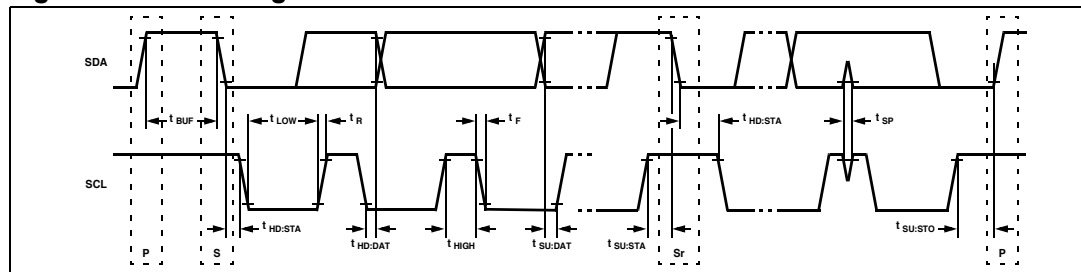 SDA
t BUF
t LOW
t R
t F
t HD:STA
t SP
SCL
t HD:STA
t HD:DAT
t HIGH
t SU:DAT
t SU:STA
t SU:STO
P
S
Sr
P